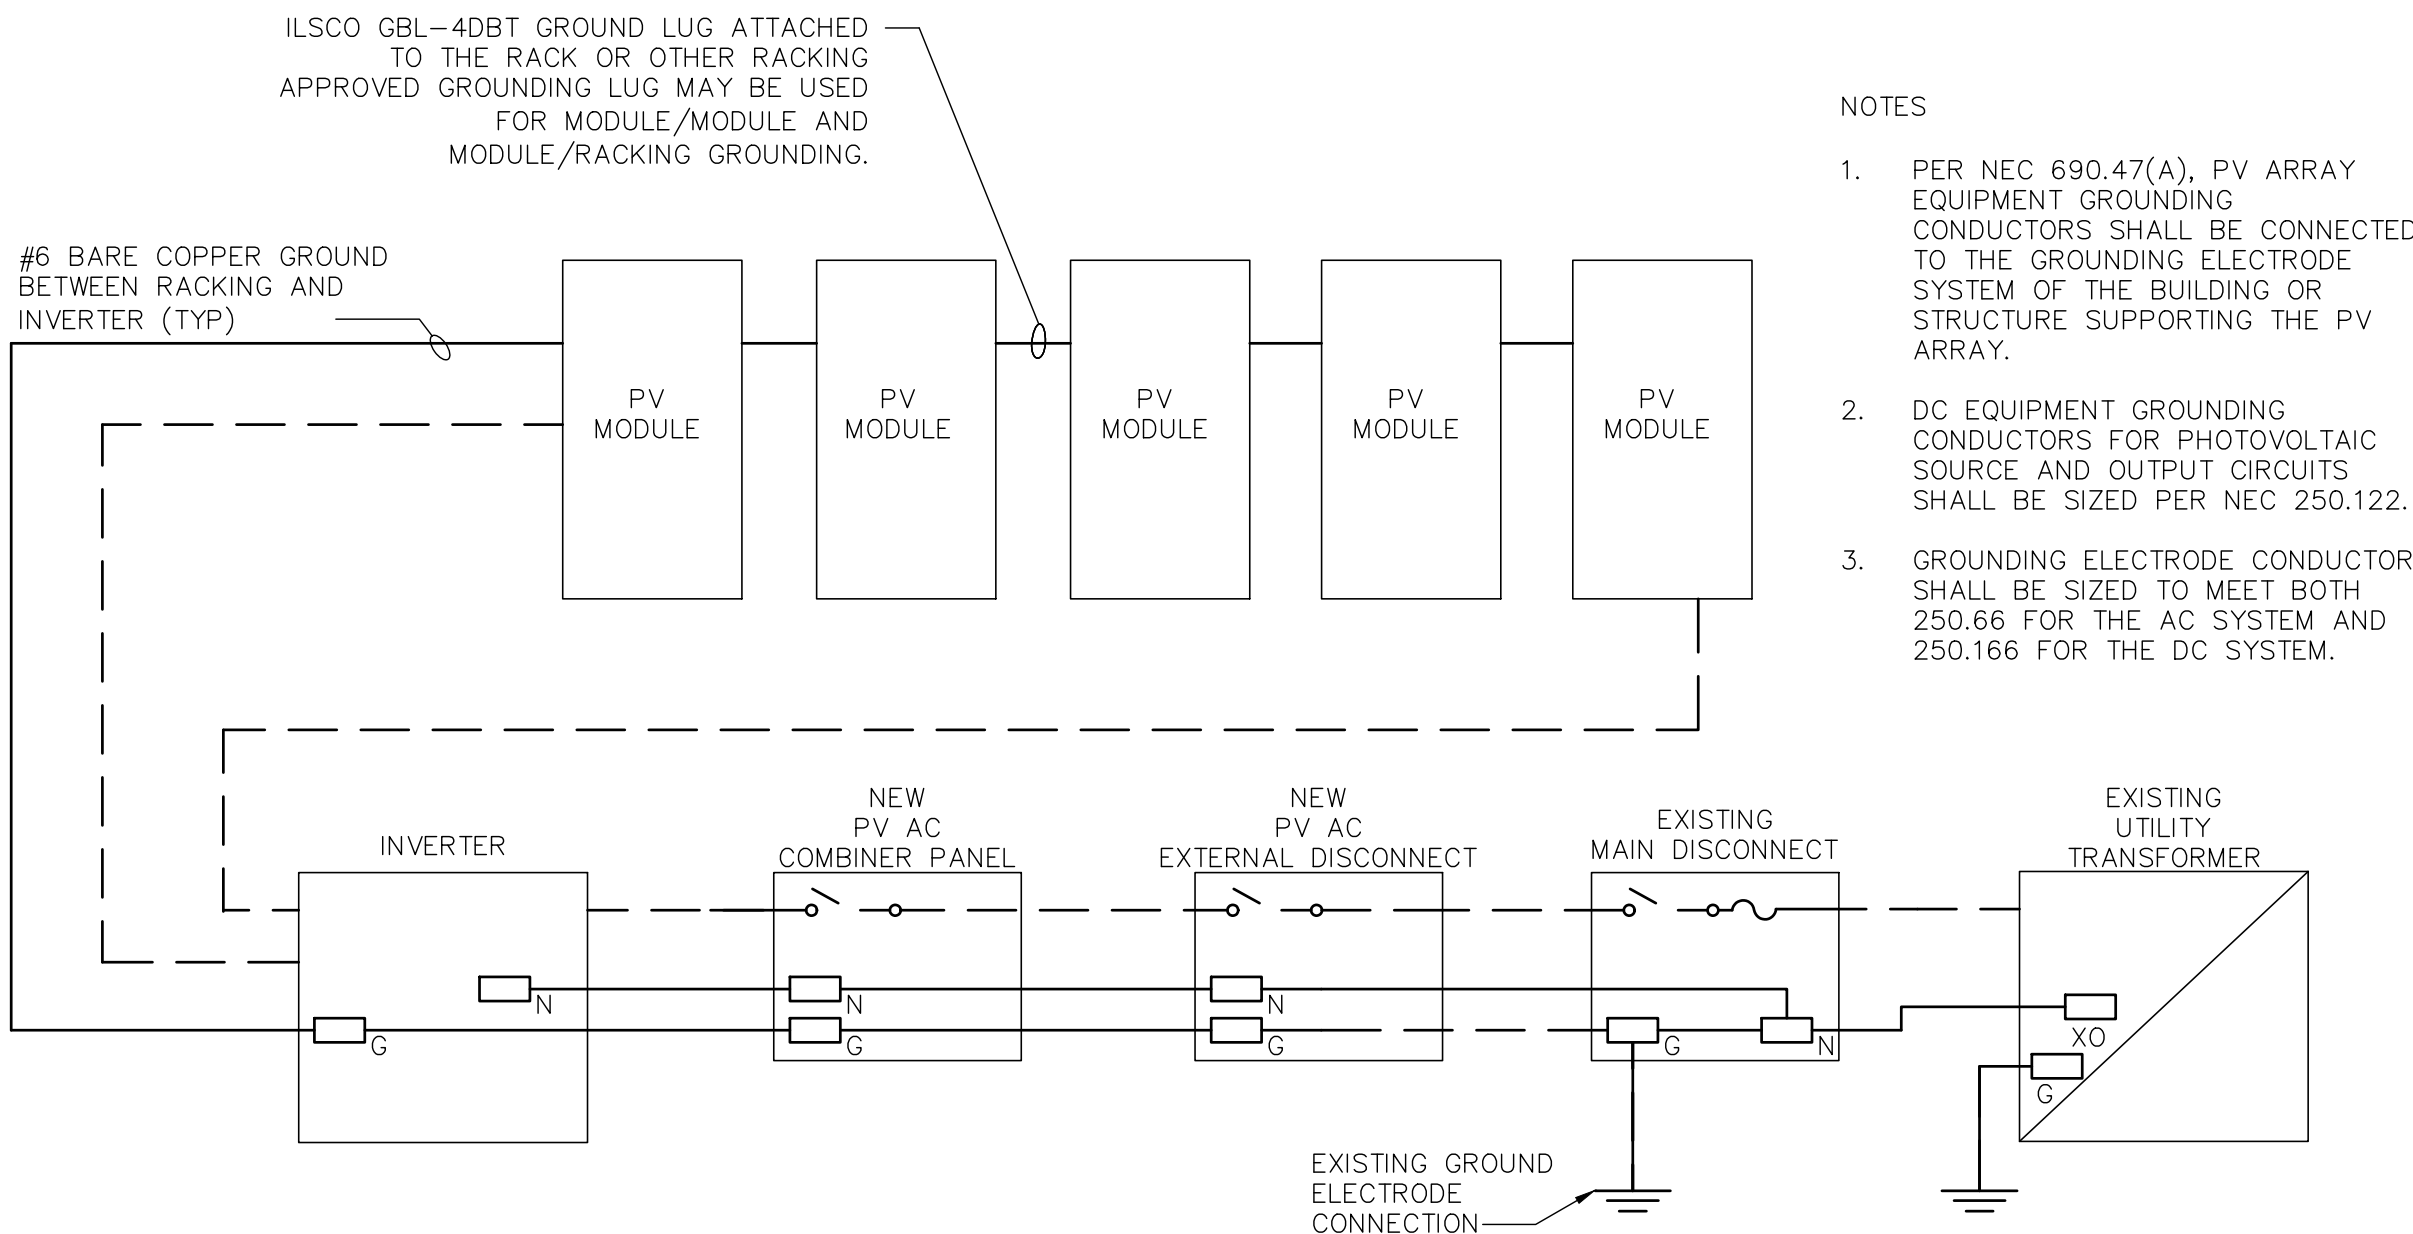 ILSCO GBL-4DBT GROUND LUG ATTACHED
TO THE RACK OR OTHER RACKING
APPROVED GROUNDING LUG MAY BE USED
FOR MODULE/MODULE AND
MODULE/RACKING GROUNDING.
#6 BARE COPPER GROUND
BETWEEN RACKING AND
INVERTER (TYP)
PV
MODULE
PV
MODULE
PV
MODULE
PV
MODULE
PV
MODULE
NOTES
1. PER NEC 690.47(A), PV ARRAY
EQUIPMENT GROUNDING
CONDUCTORS SHALL BE CONNECTED
TO THE GROUNDING ELECTRODE
SYSTEM OF THE BUILDING OR
STRUCTURE SUPPORTING THE PV
ARRAY.
2. DC EQUIPMENT GROUNDING
CONDUCTORS FOR PHOTOVOLTAIC
SOURCE AND OUTPUT CIRCUITS
SHALL BE SIZED PER NEC 250.122.
3. GROUNDING ELECTRODE CONDUCTOR
SHALL BE SIZED TO MEET BOTH
250.66 FOR THE AC SYSTEM AND
250.166 FOR THE DC SYSTEM.
INVERTER
N
G
NEW
PV AC
COMBINER PANEL
N
G
NEW
PV AC
EXTERNAL DISCONNECT
N
G
EXISTING
MAIN DISCONNECT
G
N
EXISTING
UTILITY
TRANSFORMER
XO
G
EXISTING GROUND
ELECTRODE
CONNECTION